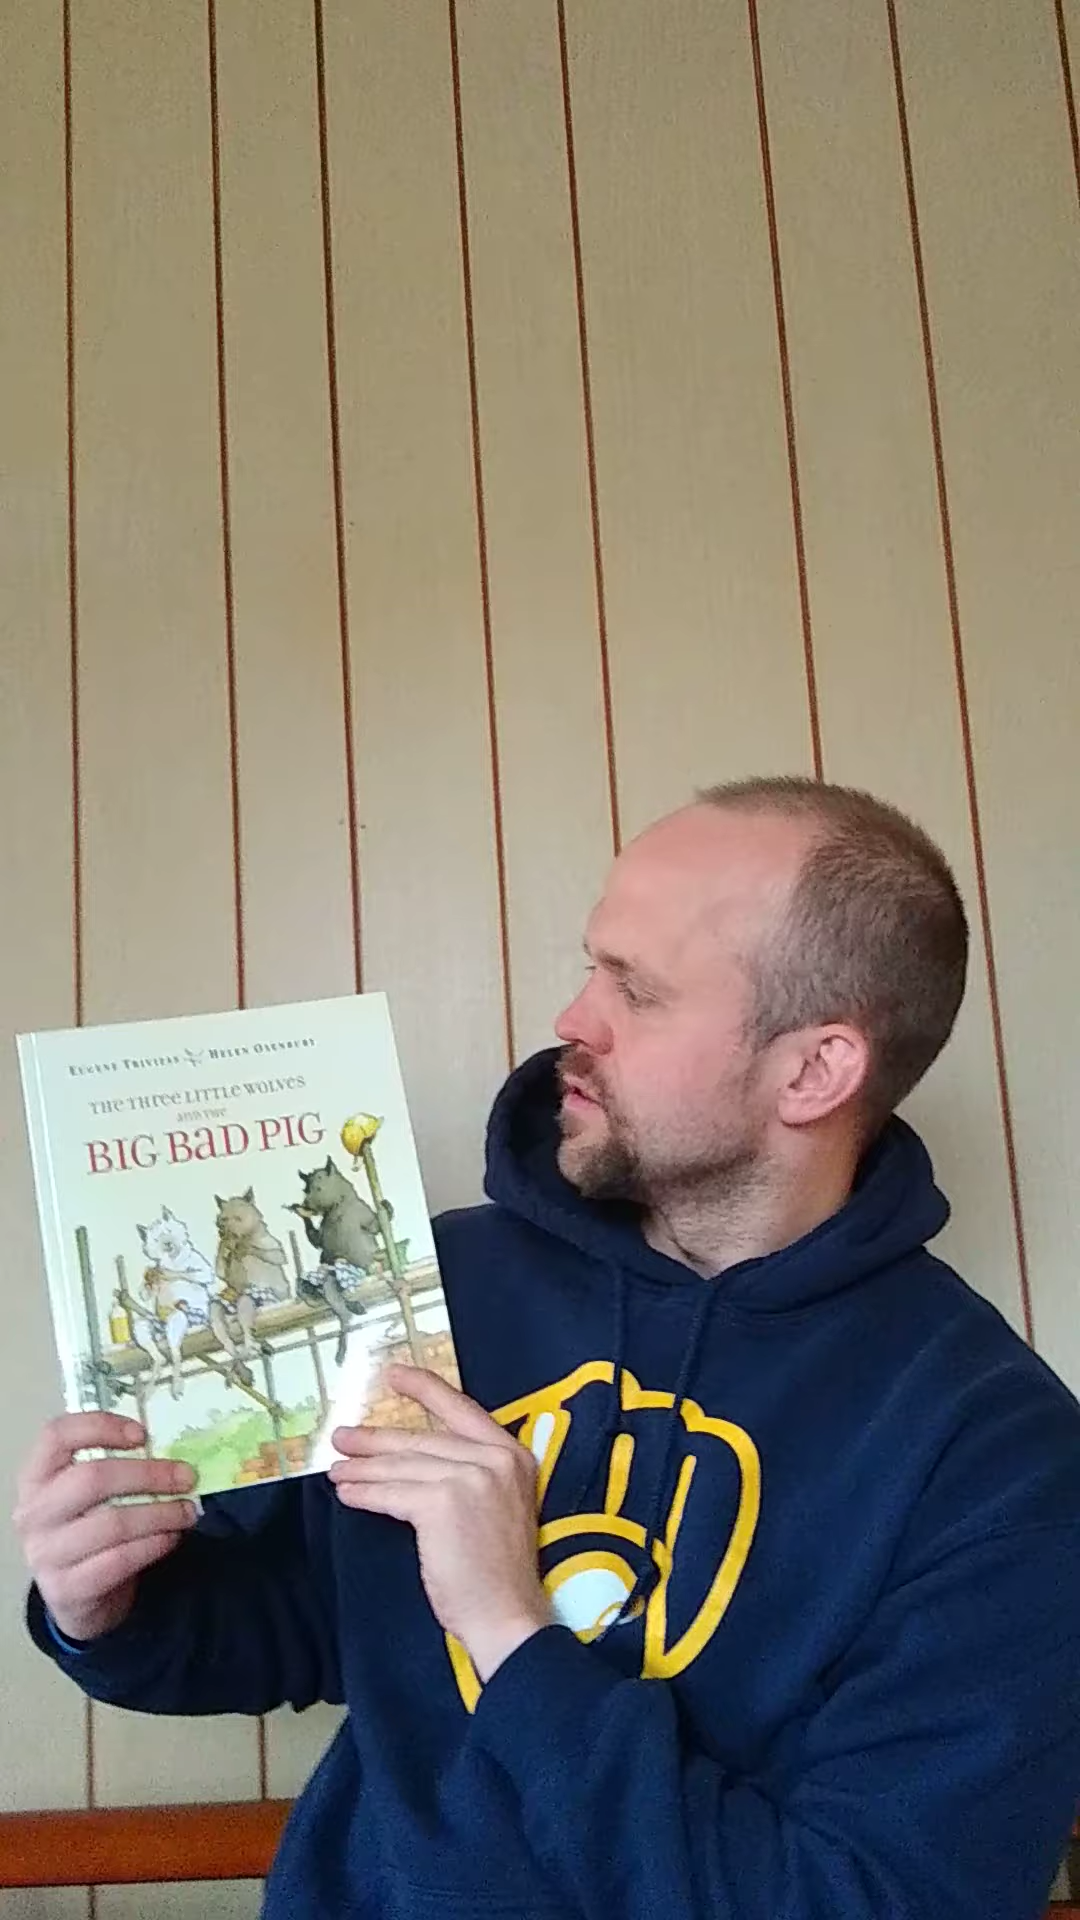 EUGENE TRIVIZAS HELEN OXENBURY
THE THREE LITTLE WOLVES
AND THE
BIG BAD PIG